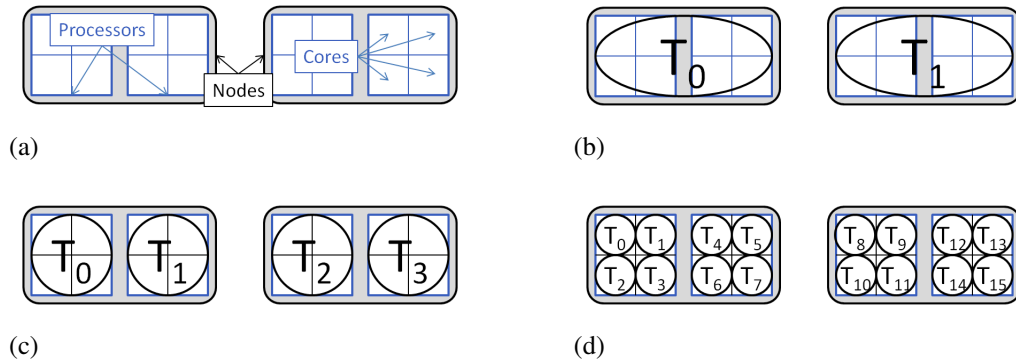 Processors
Cores
Nodes
(a)
T0
T1
(b)
T0
T1
T2
T3
(c)
T0 T1 T4 T5 T8 T9 T12 T13
T2 T3 T6 T7 T10 T11 T14 T15
(d)